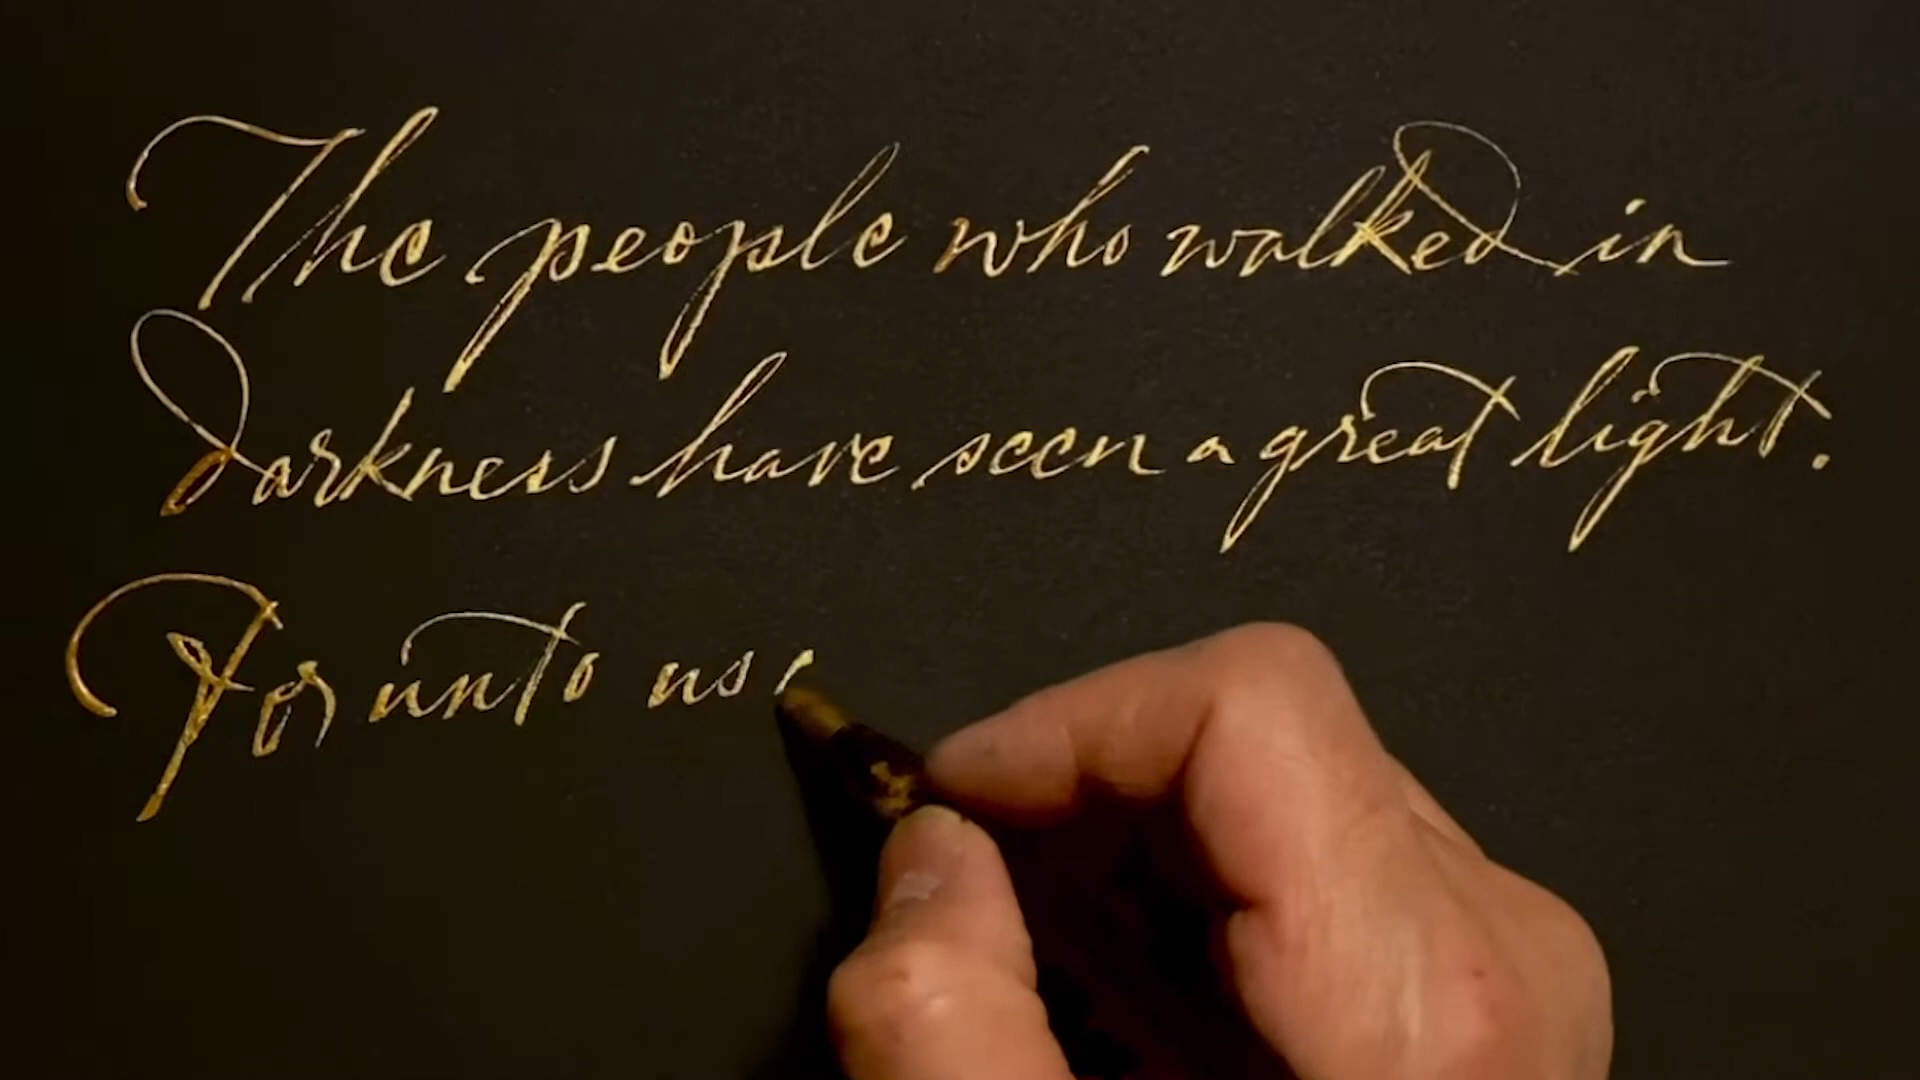 The people who walked in
darkness have seen a great light.
For unto us